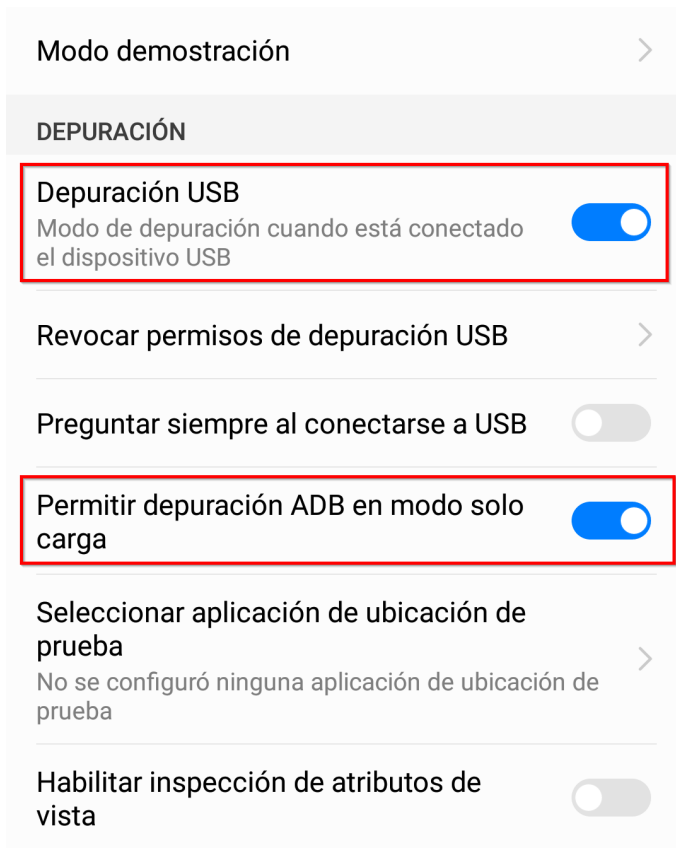 Modo demostración
DEPURACIÓN
Depuración USB
Modo de depuración cuando está conectado
el dispositivo USB
Revocar permisos de depuración USB
Preguntar siempre al conectarse a USB
Permitir depuración ADB en modo solo
carga
Seleccionar aplicación de ubicación de
prueba
No se configuró ninguna aplicación de ubicación de
prueba
Habilitar inspección de atributos de
vista